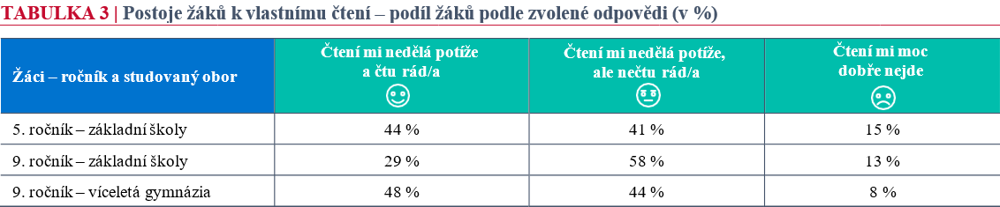 TABULKA 3 | Postoje žáků k vlastnímu čtení – podíl žáků podle zvolené odpovědi (v %)
Žáci – ročník a studovaný obor
Čtení mi nedělá potíže
a čtu rád/a
Čtení mi nedělá potíže,
ale nečtu rád/a
Čtení mi moc
dobře nejde
5. ročník – základní školy 44 % 41 % 15 %
9. ročník – základní školy 29 % 58 % 13 %
9. ročník – víceletá gymnázia 48 % 44 % 8 %